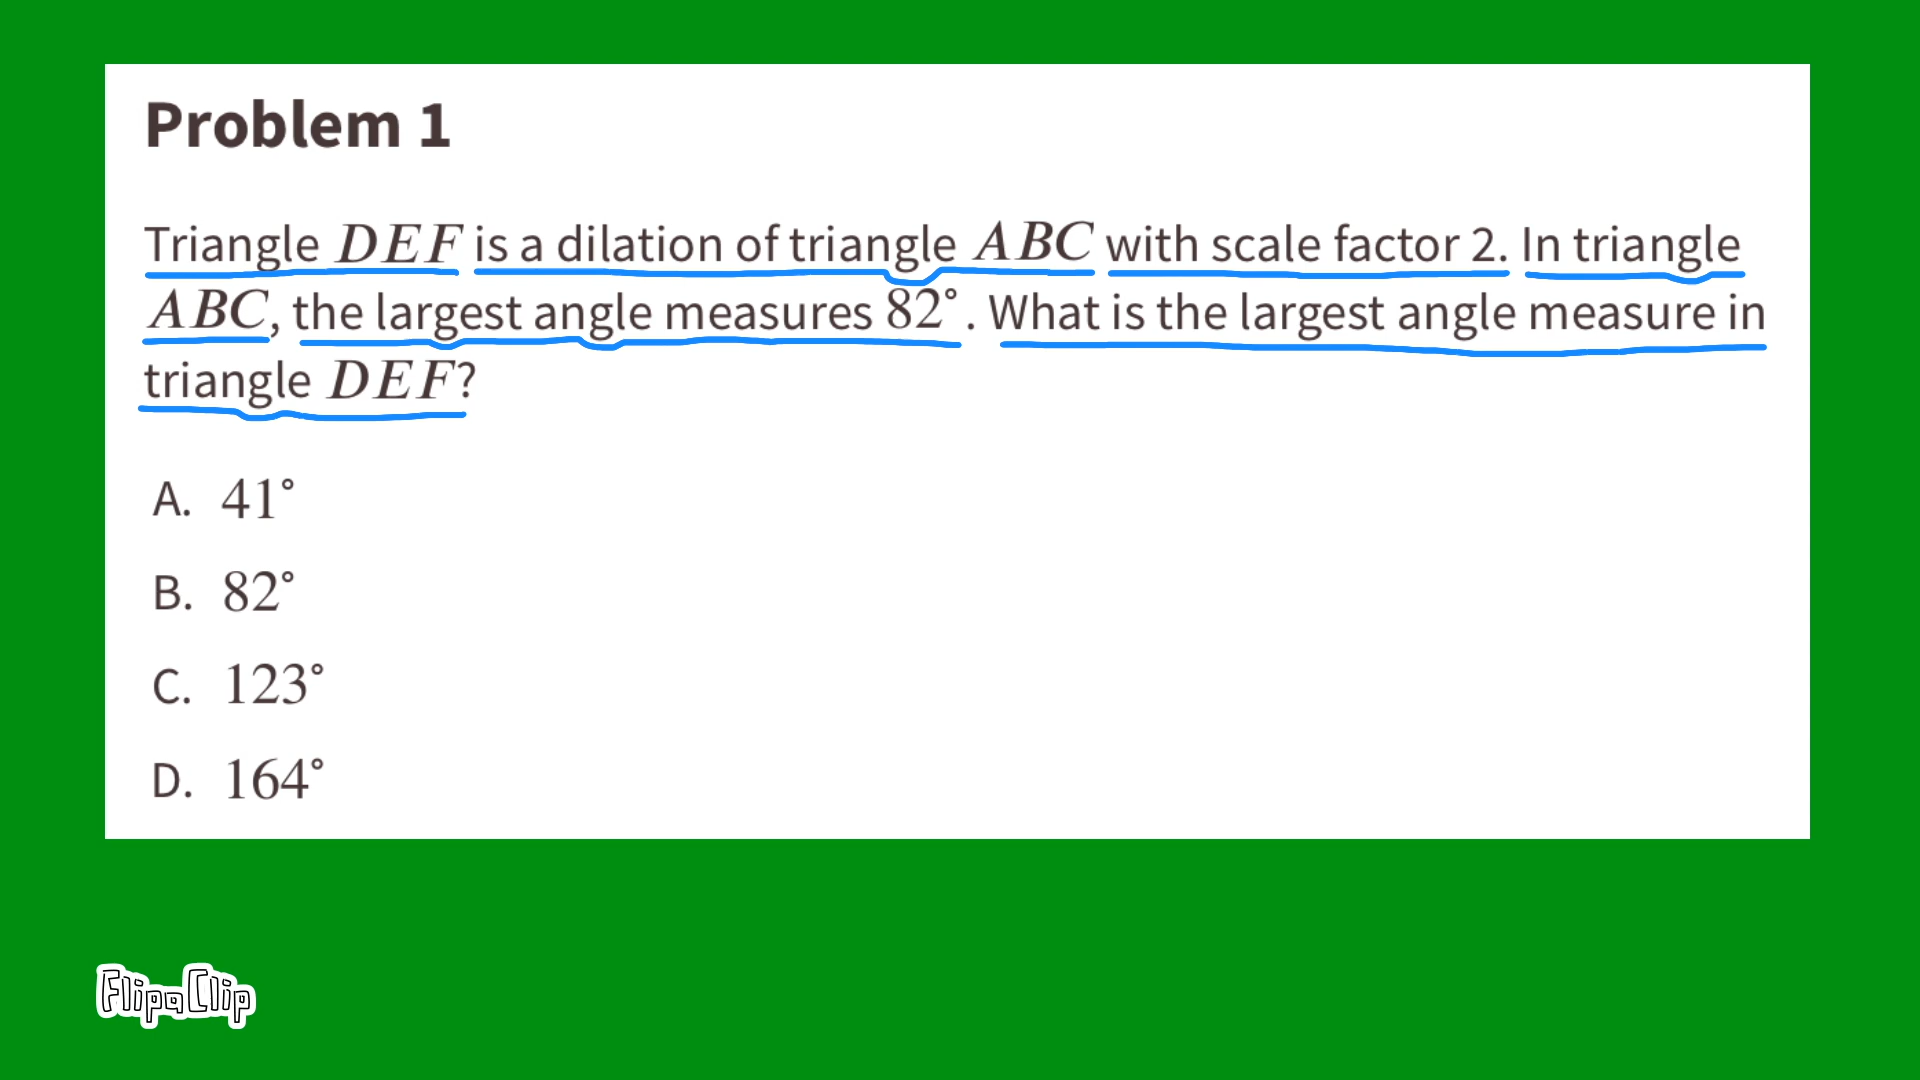 Problem 1
Triangle DEF is a dilation of triangle ABC with scale factor 2. In triangle
ABC, the largest angle measures 82°. What is the largest angle measure in
triangle DEF?
A. 41°
B. 82°
C. 123°
D. 164°
FlipaClip